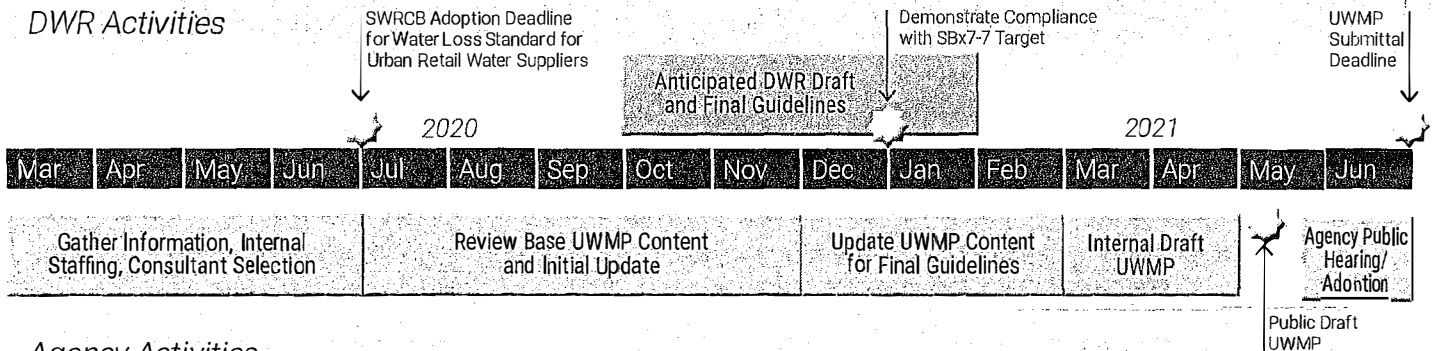 DWR Activities
SWRCB Adoption Deadline
for Water Loss Standard for
Urban Retail Water Suppliers
Anticipated DWR Draft
and Final Guidelines
Demonstrate Compliance
with SBx7-7 Target
UWMP
Submittal
Deadline
2020
2021
Mar Apr May Jun Jul Aug Sep Oct Nov Dec Jan Feb Mar Apr May Jun
Gather Information, Internal
Staffing, Consultant Selection
Review Base UWMP Content
and Initial Update
Update UWMP Content
for Final Guidelines
Internal Draft
UWMP
Agency Public
Hearing/
Adontion
Public Draft
UWMP
Agency Activities